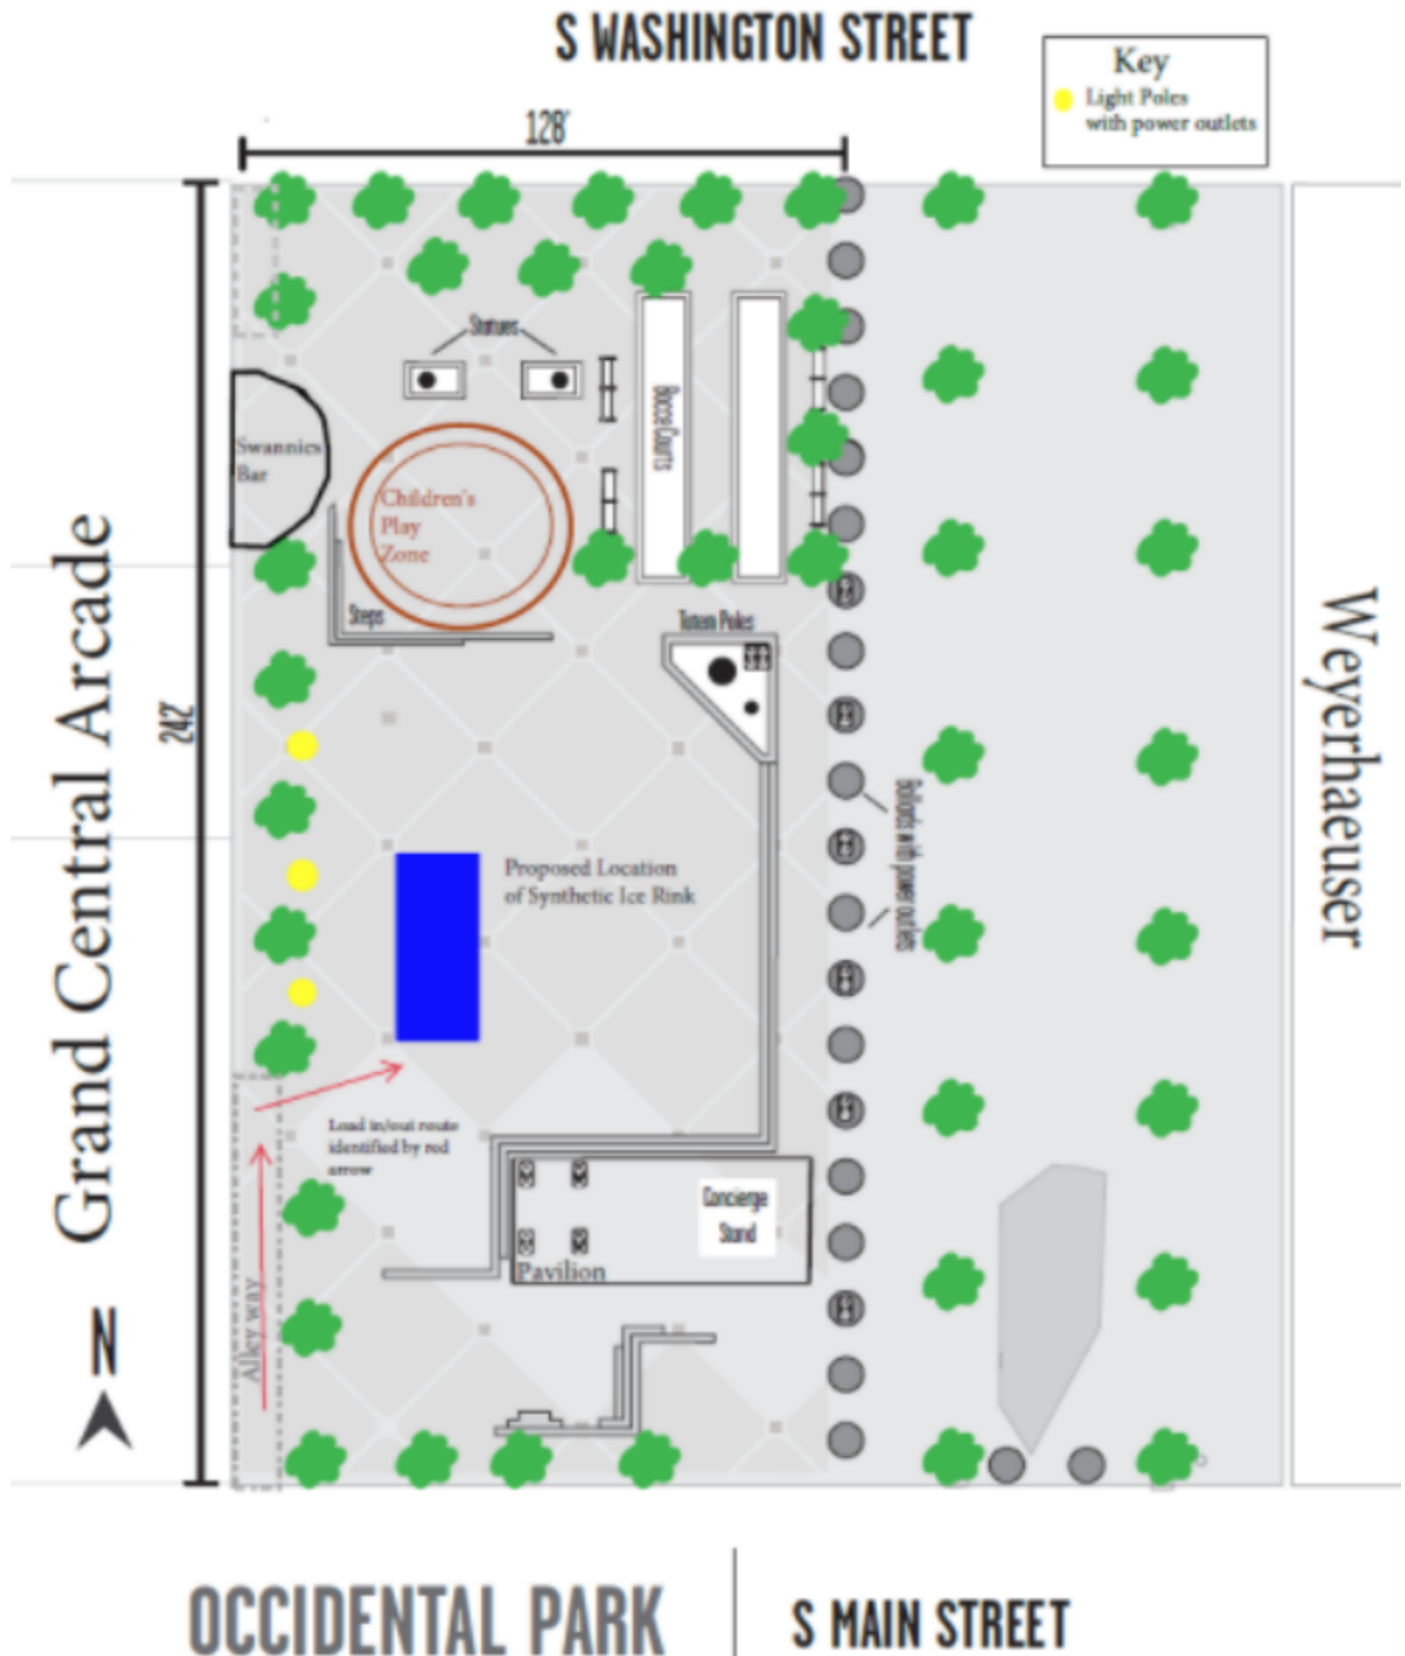 S WASHINGTON STREET
Key
Light Poles
with power outlets
128'
Statues
Bocce Courts
Swannies
Bar
Children's
Play
Zone
Steps
Totem Poles
Grand Central Arcade
242'
Weyerhaeuser
Bollards with power outlets
Proposed Location
of Synthetic Ice Rink
Load in/out route
identified by red
arrow
Concierge
Stand
Pavilion
Alley way
N
OCCIDENTAL PARK
S MAIN STREET